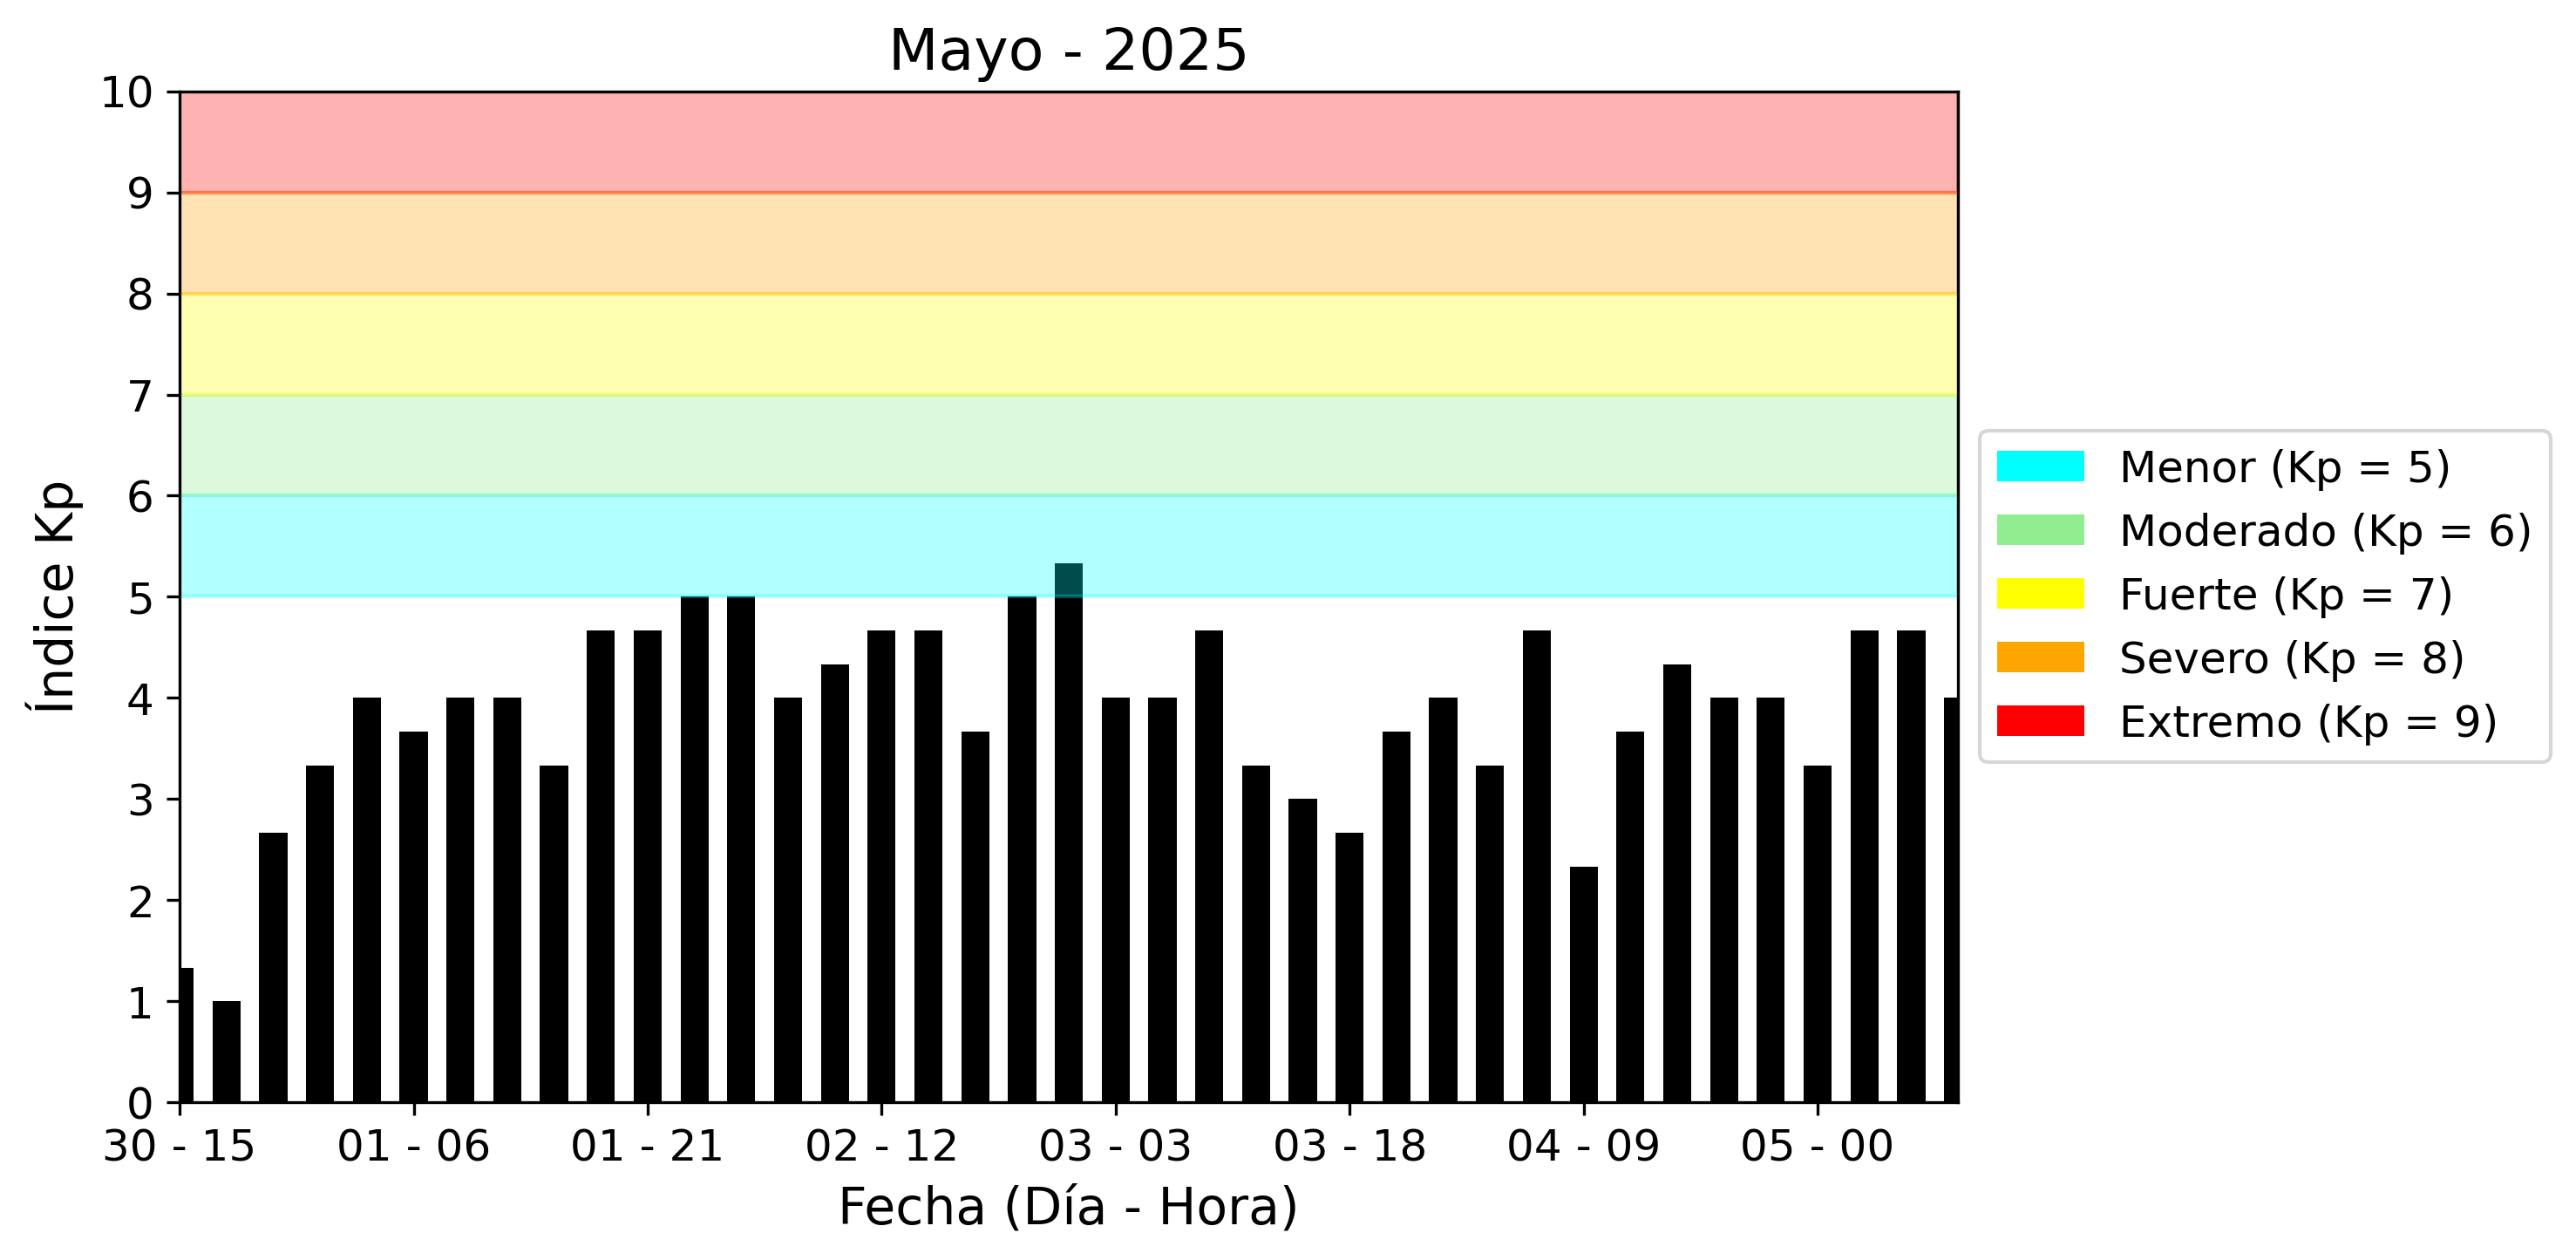 Mayo - 2025
10
9
8
7
6
5
4
3
2
1
0
Índice Kp
30 - 15
01 - 06
01 - 21
02 - 12
03 - 03
03 - 18
04 - 09
05 - 00
Fecha (Día - Hora)
Menor (Kp = 5)
Moderado (Kp = 6)
Fuerte (Kp = 7)
Severo (Kp = 8)
Extremo (Kp = 9)